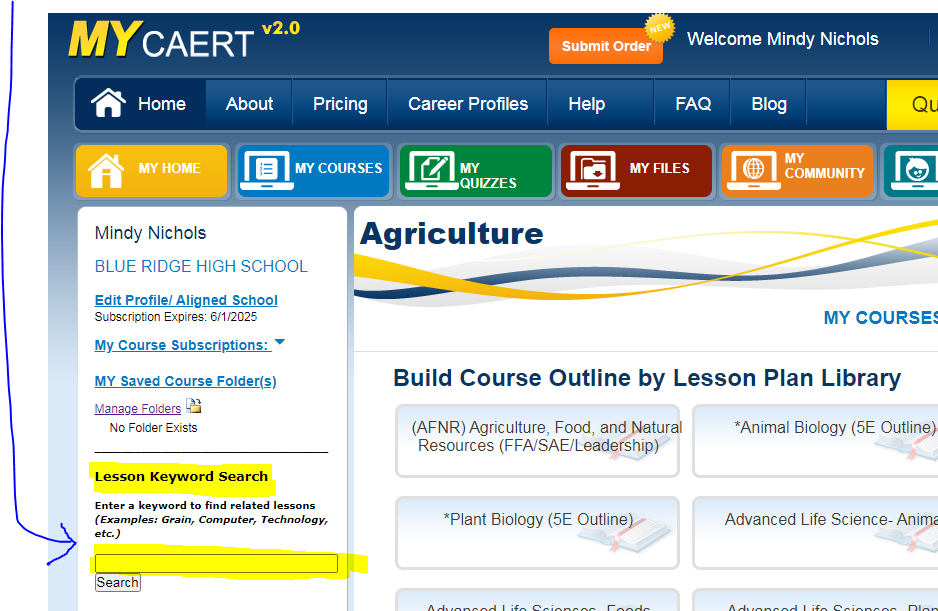 MYCAERT v2.0
Submit Order
NEW
Welcome Mindy Nichols
Home
About
Pricing
Career Profiles
Help
FAQ
Blog
Qu
MY HOME
MY COURSES
MY
QUIZZES
MY FILES
MY
COMMUNITY
Mindy Nichols
BLUE RIDGE HIGH SCHOOL
Edit Profile/ Aligned School
Subscription Expires: 6/1/2025
My Course Subscriptions:
MY Saved Course Folder(s)
Manage Folders
No Folder Exists
Lesson Keyword Search
Enter a keyword to find related lessons
(Examples: Grain, Computer, Technology,
etc.)
Search
Agriculture
MY COURSES
Build Course Outline by Lesson Plan Library
(AFNR) Agriculture, Food, and Natural
Resources (FFA/SAE/Leadership)
*Animal Biology (5E Outline)
*Plant Biology (5E Outline)
Advanced Life Science- Anima
Advanced Life Sciences- Foods
Advanced Life Sciences- Plan